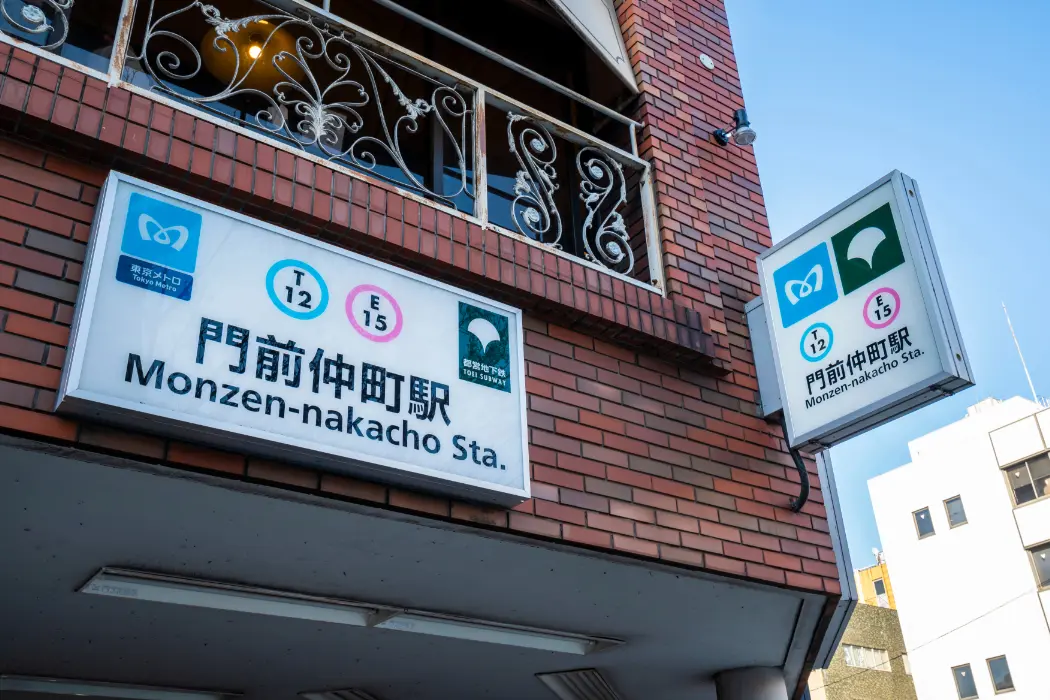 東京メトロ
Tokyo Metro
T
12
E
15
都営地下鉄
TOEI SUBWAY
門前仲町駅
Monzen-nakacho Sta.
T
12
E
15
門前仲町駅
Monzen-nakacho Sta.